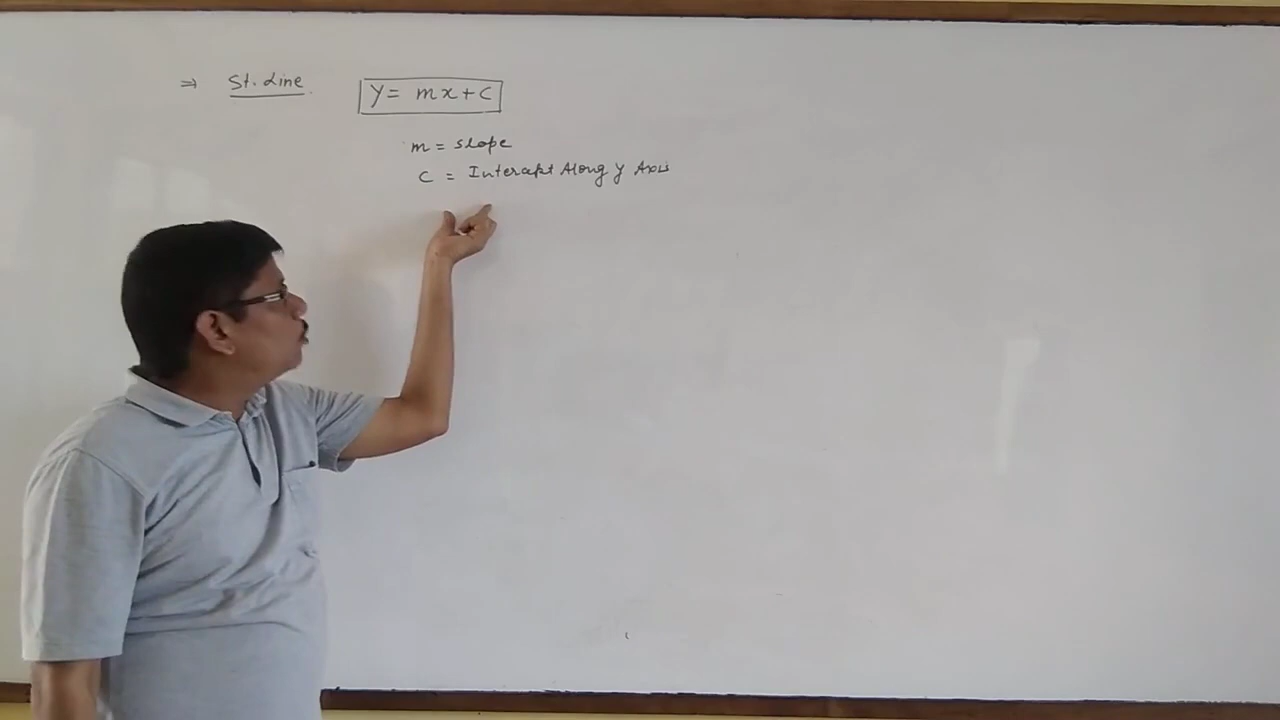 ⇒ St. Line. y = mx + c
m = slope
c = Intercept Along y Axis